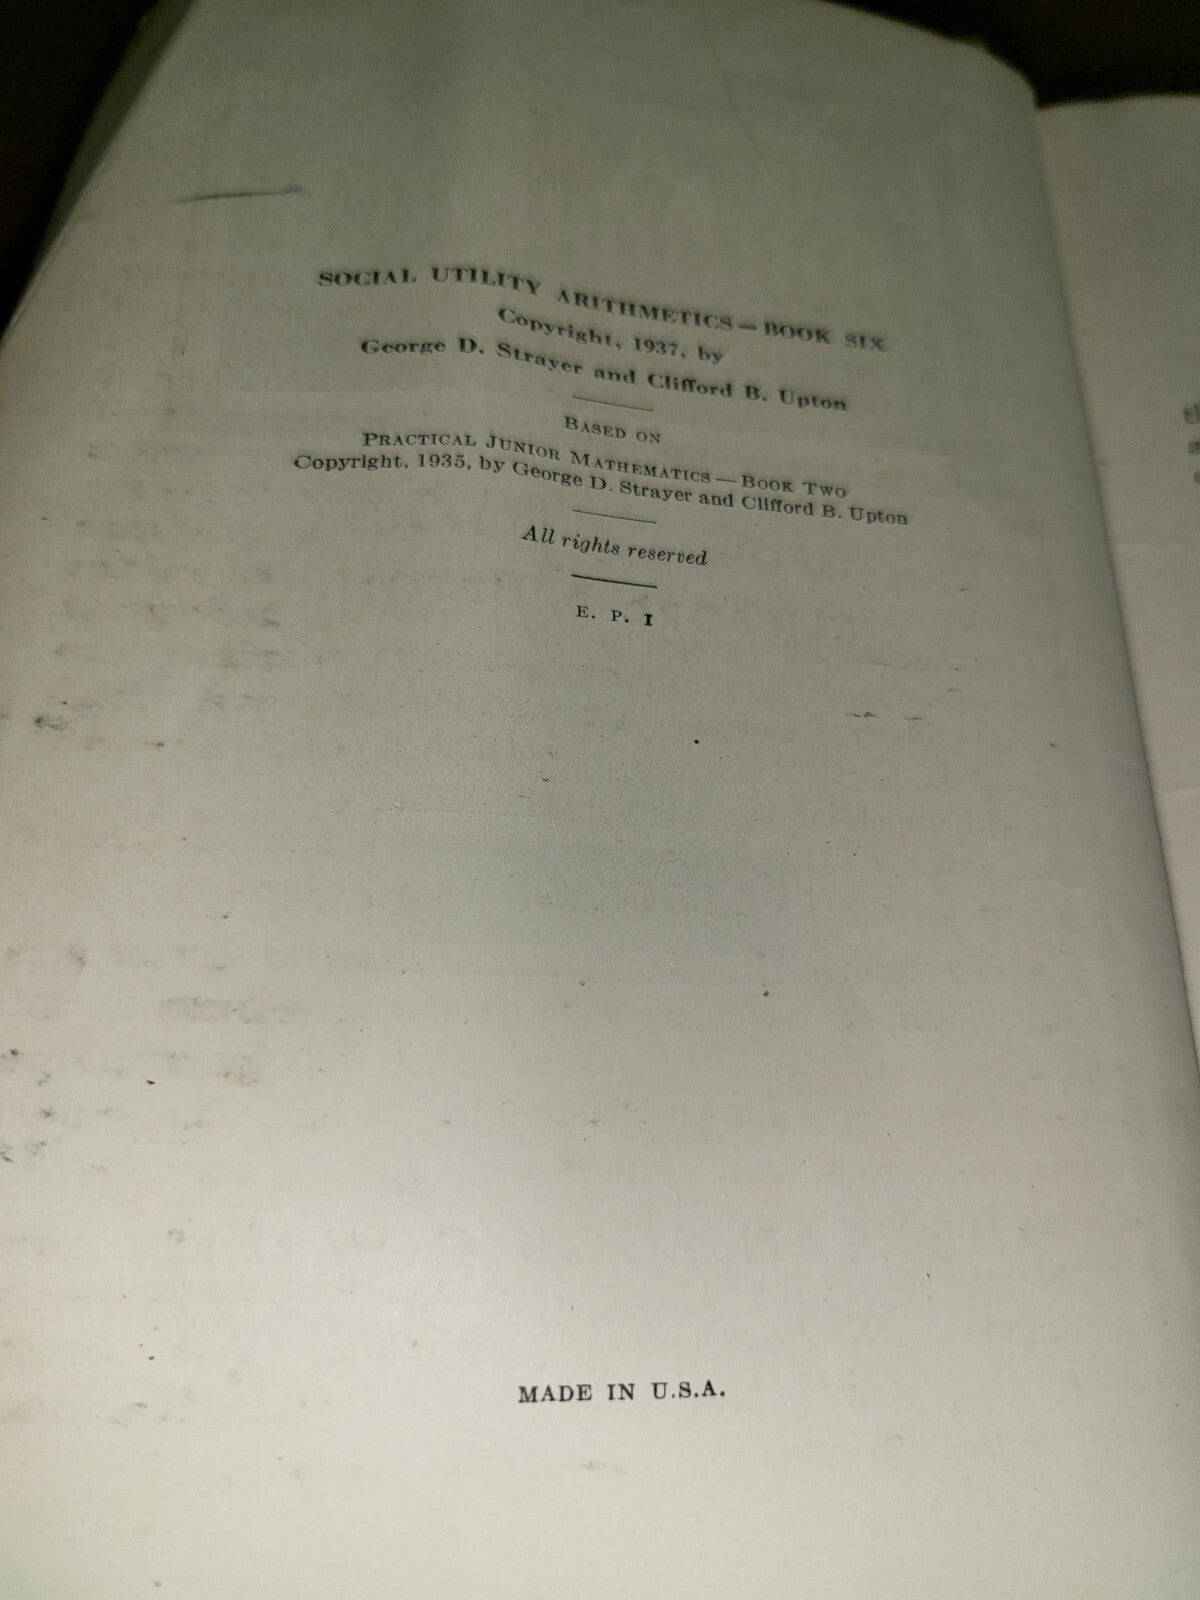 SOCIAL UTILITY ARITHMETICS — BOOK SIX
Copyright, 1937, by
George D. Strayer and Clifford B. Upton
BASED ON
PRACTICAL JUNIOR MATHEMATICS — BOOK TWO
Copyright, 1935, by George D. Strayer and Clifford B. Upton
All rights reserved
E. P. I
MADE IN U.S.A.